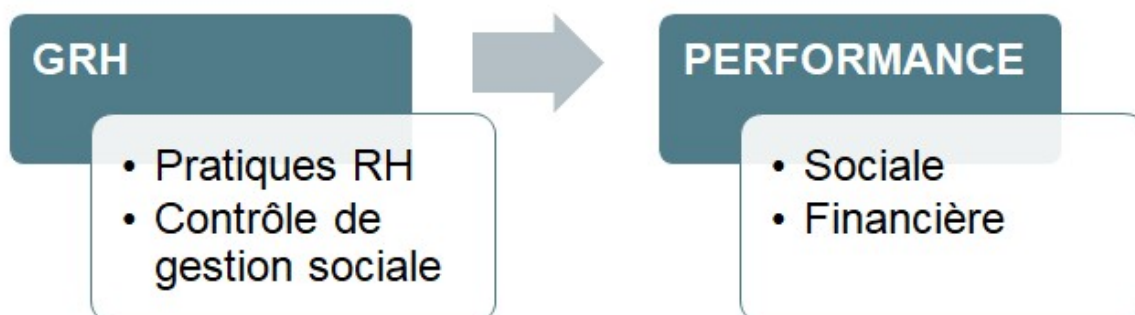 GRH
• Pratiques RH
• Contrôle de
gestion sociale
PERFORMANCE
• Sociale
• Financière